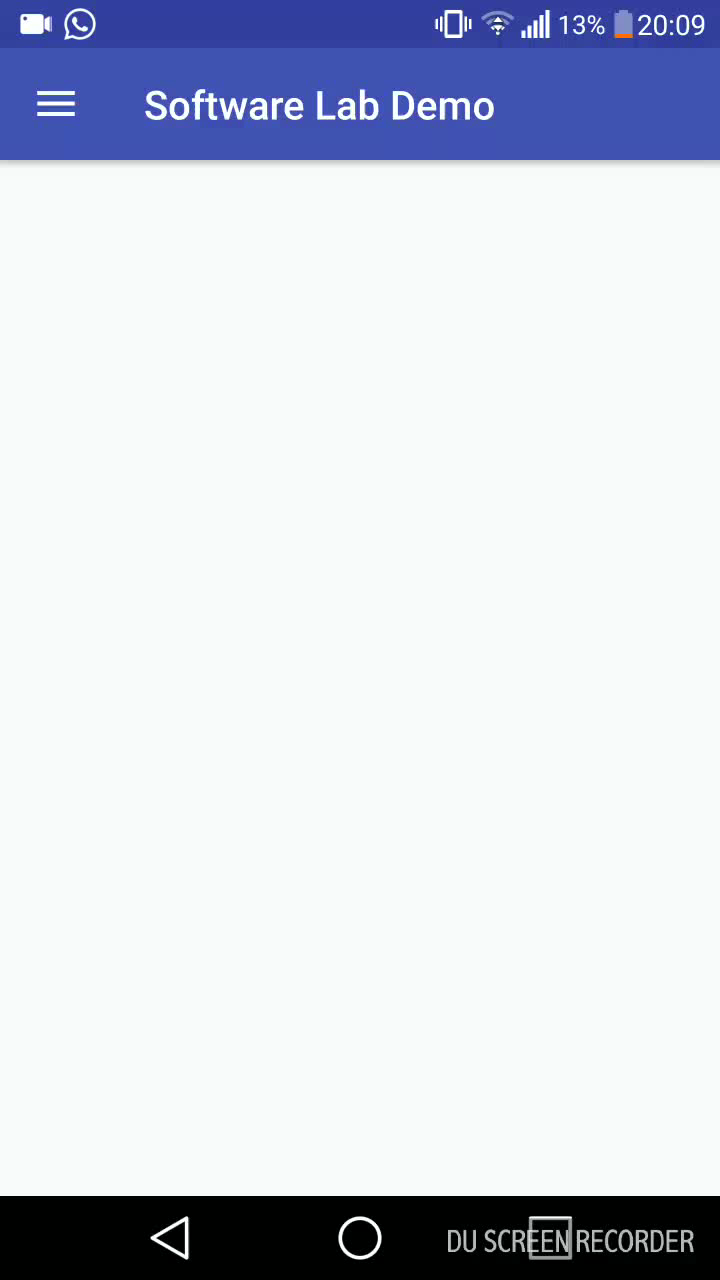 13% 20:09
Software Lab Demo
DU SCREEN RECORDER